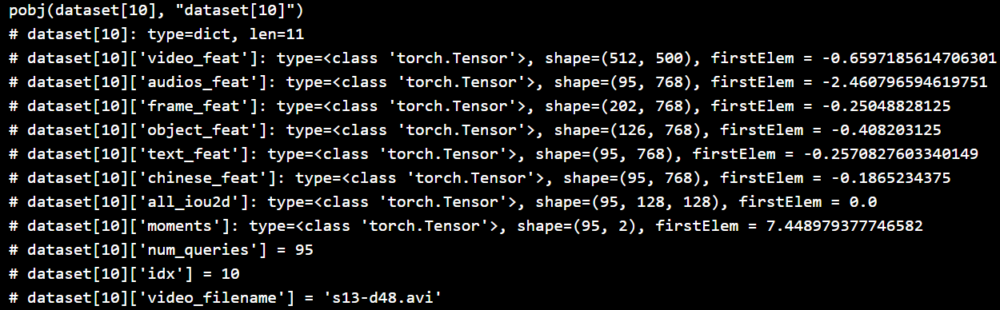 pobj(dataset[10], "dataset[10]")
# dataset[10]: type=dict, len=11
# dataset[10]['video_feat']: type=<class 'torch.Tensor'>, shape=(512, 500), firstElem = -0.6597185614706301
# dataset[10]['audios_feat']: type=<class 'torch.Tensor'>, shape=(95, 768), firstElem = -2.460796594619751
# dataset[10]['frame_feat']: type=<class 'torch.Tensor'>, shape=(202, 768), firstElem = -0.25048828125
# dataset[10]['object_feat']: type=<class 'torch.Tensor'>, shape=(126, 768), firstElem = -0.408203125
# dataset[10]['text_feat']: type=<class 'torch.Tensor'>, shape=(95, 768), firstElem = -0.2570827603340149
# dataset[10]['chinese_feat']: type=<class 'torch.Tensor'>, shape=(95, 768), firstElem = -0.1865234375
# dataset[10]['all_iou2d']: type=<class 'torch.Tensor'>, shape=(95, 128, 128), firstElem = 0.0
# dataset[10]['moments']: type=<class 'torch.Tensor'>, shape=(95, 2), firstElem = 7.448979377746582
# dataset[10]['num_queries'] = 95
# dataset[10]['idx'] = 10
# dataset[10]['video_filename'] = 's13-d48.avi'